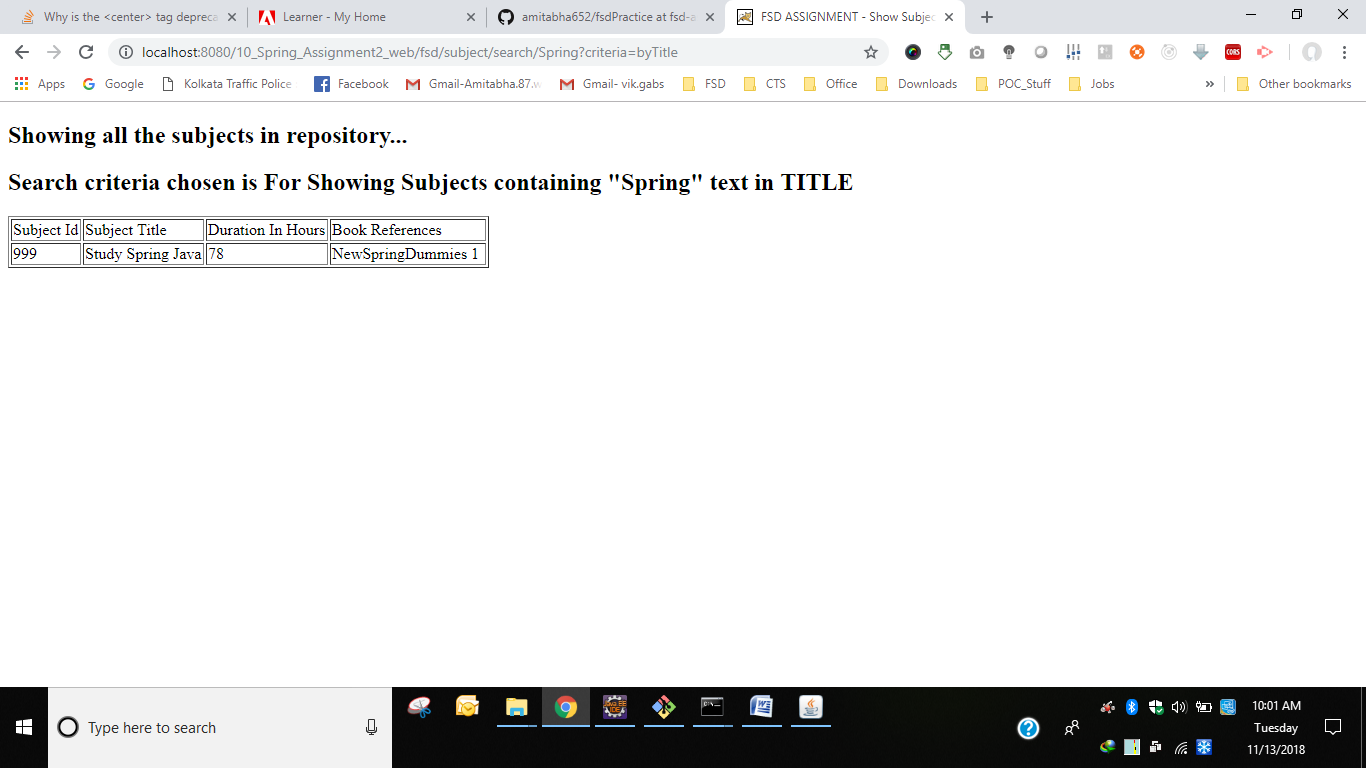 Why is the <center> tag depreca
Learner - My Home
amitabha652/fsdPractice at fsd-a
FSD ASSIGNMENT - Show Subjec
localhost:8080/10_Spring_Assignment2_web/fsd/subject/search/Spring?criteria=byTitle
CORS
Apps
Google
Kolkata Traffic Police
Facebook
Gmail-Amitabha.87.w
Gmail- vik.gabs
FSD
CTS
Office
Downloads
POC_Stuff
Jobs
»
Other bookmarks
Showing all the subjects in repository...
Search criteria chosen is For Showing Subjects containing "Spring" text in TITLE
Subject Id Subject Title Duration In Hours Book References
999 Study Spring Java 78 NewSpringDummies 1
Type here to search
10:01 AM
Tuesday
11/13/2018